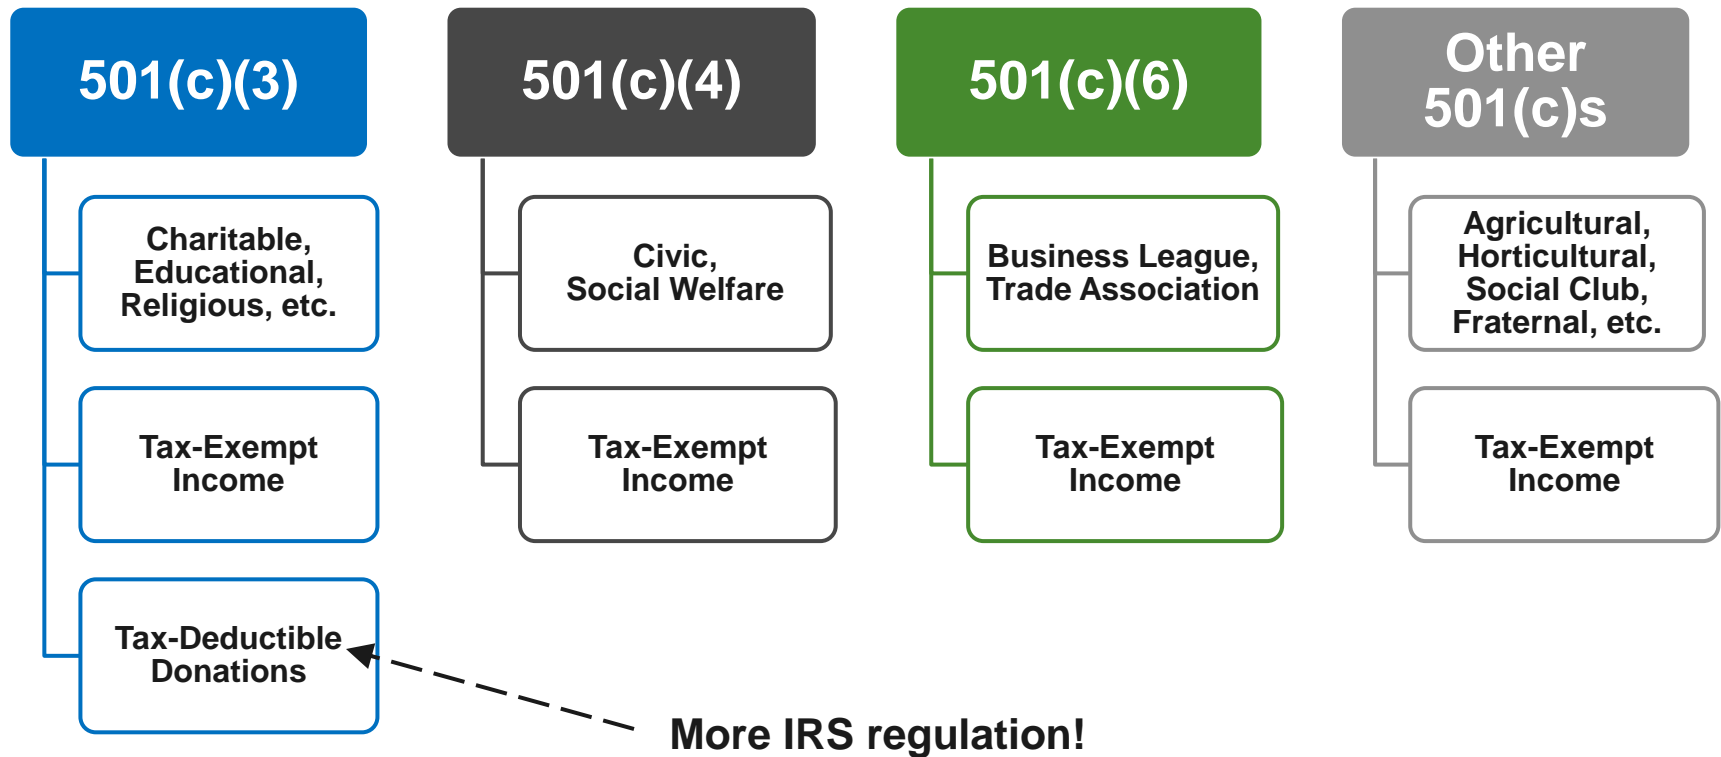 501(c)(3)
Charitable,
Educational,
Religious, etc.
Tax-Exempt
Income
Tax-Deductible
Donations
501(c)(4)
Civic,
Social Welfare
Tax-Exempt
Income
501(c)(6)
Business League,
Trade Association
Tax-Exempt
Income
Other
501(c)s
Agricultural,
Horticultural,
Social Club,
Fraternal, etc.
Tax-Exempt
Income
More IRS regulation!